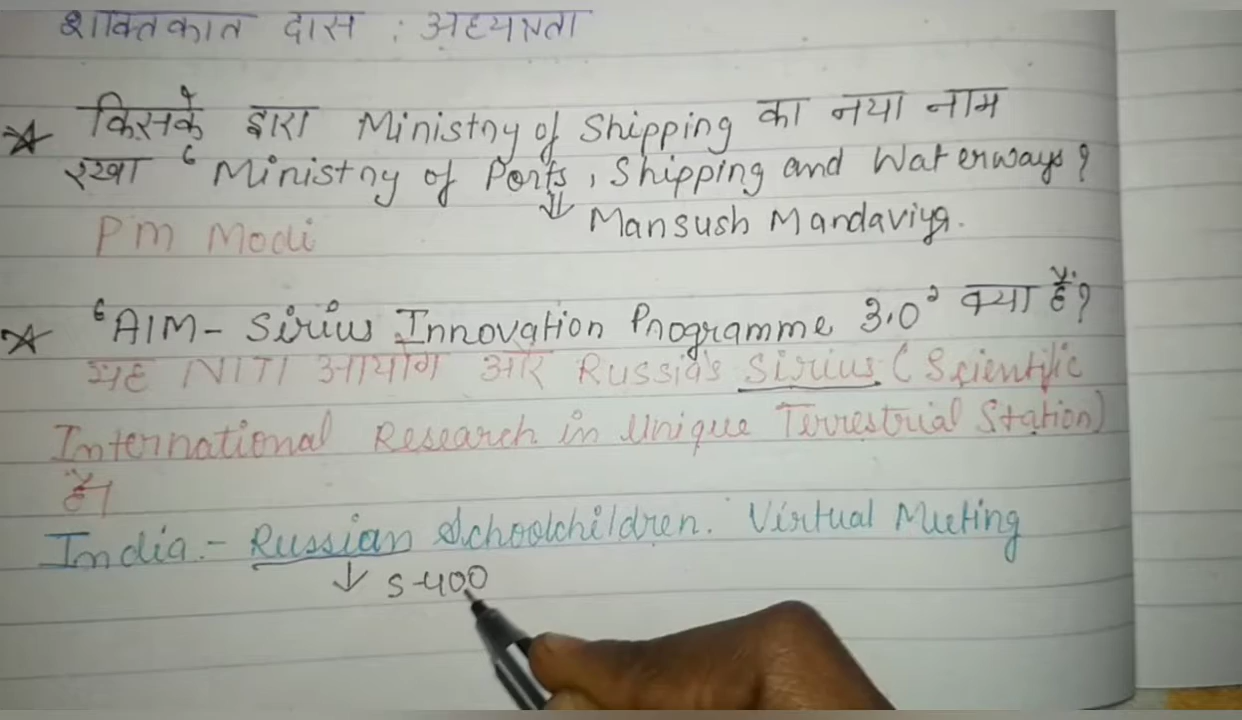 शक्तिकांत दास : अध्यक्षता
किसके द्वारा Ministry of Shipping का नया नाम
रखा 'Ministry of Ports, Shipping and Waterways?
Mansush Mandaviya.
PM Modi
'AIM- Sirius Innovation Programme 3.0' क्या है?
यह NITI आयोग और Russia's Sirius (Scientific
International Research in Unique Terrestrial Station)
है।
India.- Russian Schoolchildren. Virtual Meeting
S-400